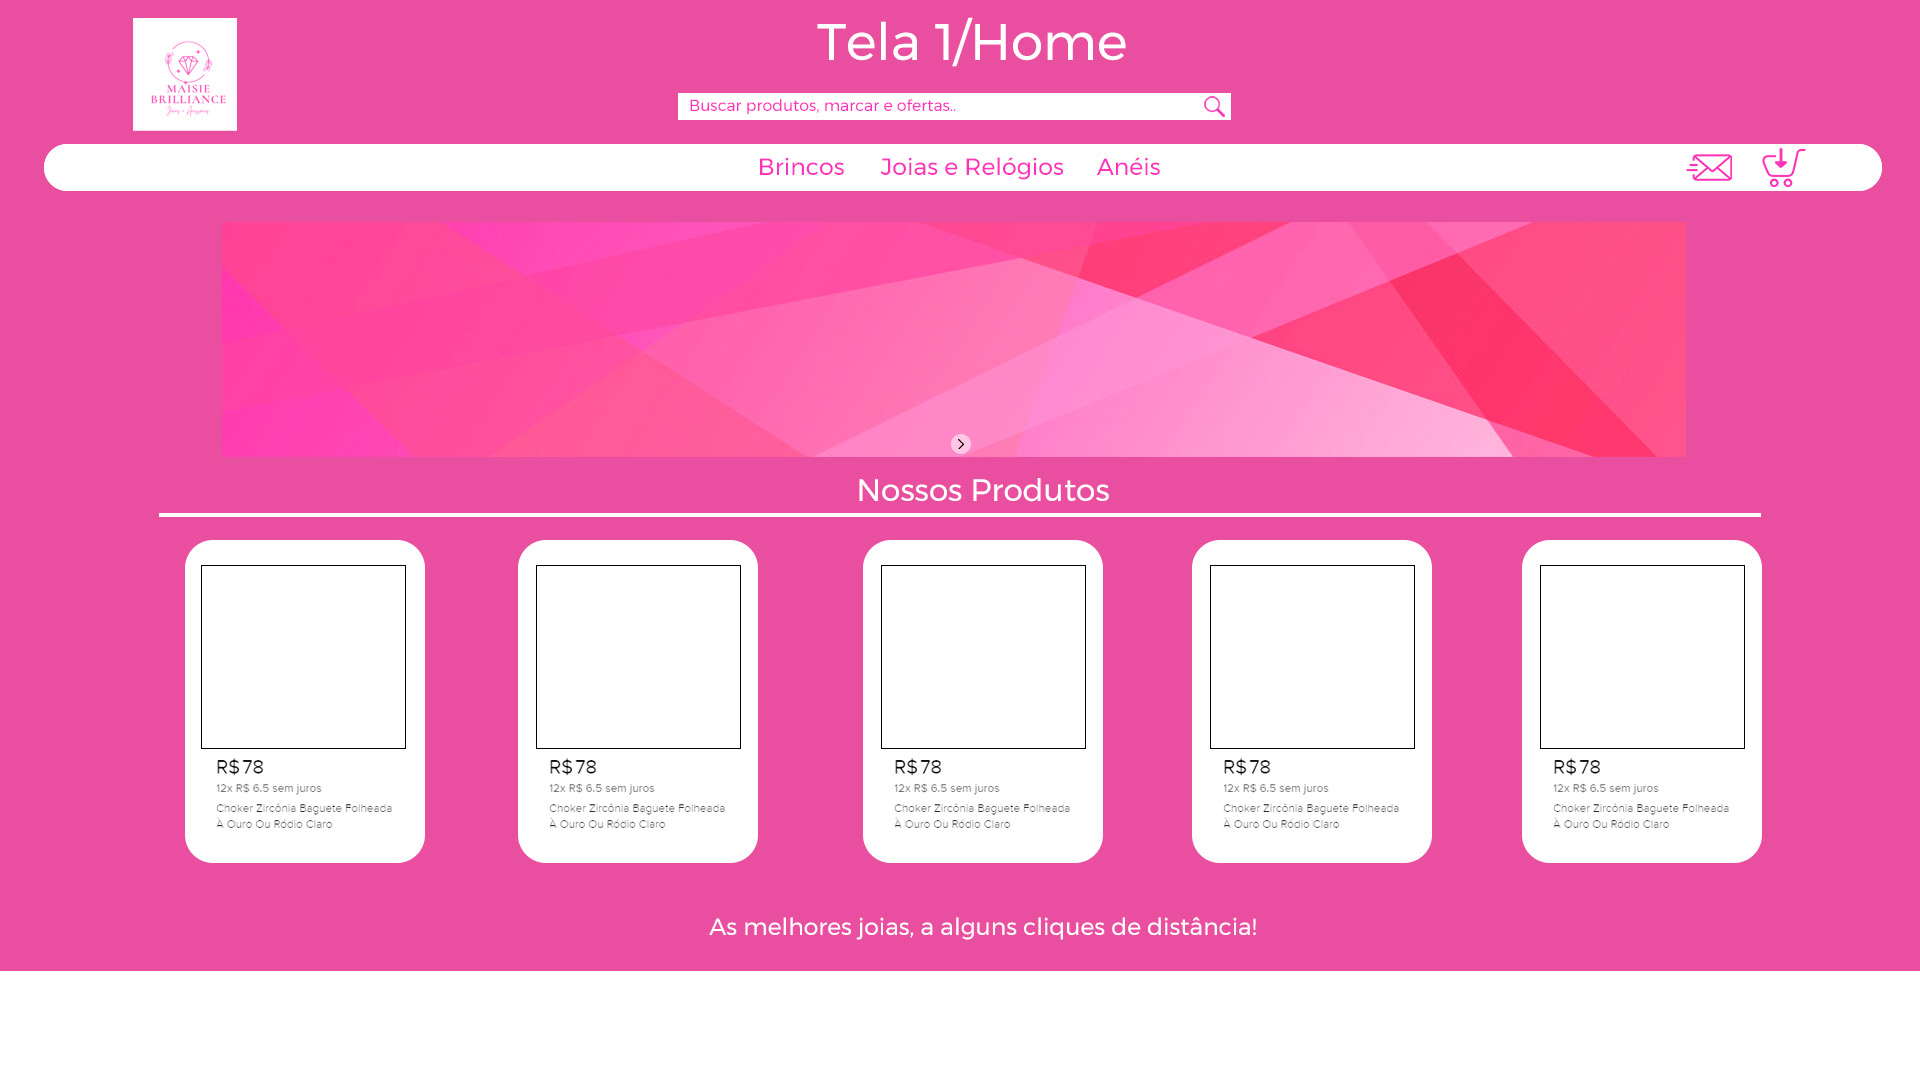 Tela 1/Home
MAISIE
BRILLIANCE
Joias e Acessórios
Buscar produtos, marcar e ofertas..
Brincos Joias e Relógios Anéis
Nossos Produtos
R$78
12x R$ 6.5 sem juros
Choker Zircônia Baguete Folheada
À Ouro Ou Ródio Claro
R$78
12x R$ 6.5 sem juros
Choker Zircônia Baguete Folheada
À Ouro Ou Ródio Claro
R$78
12x R$ 6.5 sem juros
Choker Zircônia Baguete Folheada
À Ouro Ou Ródio Claro
R$78
12x R$ 6.5 sem juros
Choker Zircônia Baguete Folheada
À Ouro Ou Ródio Claro
R$78
12x R$ 6.5 sem juros
Choker Zircônia Baguete Folheada
À Ouro Ou Ródio Claro
As melhores joias, a alguns cliques de distância!